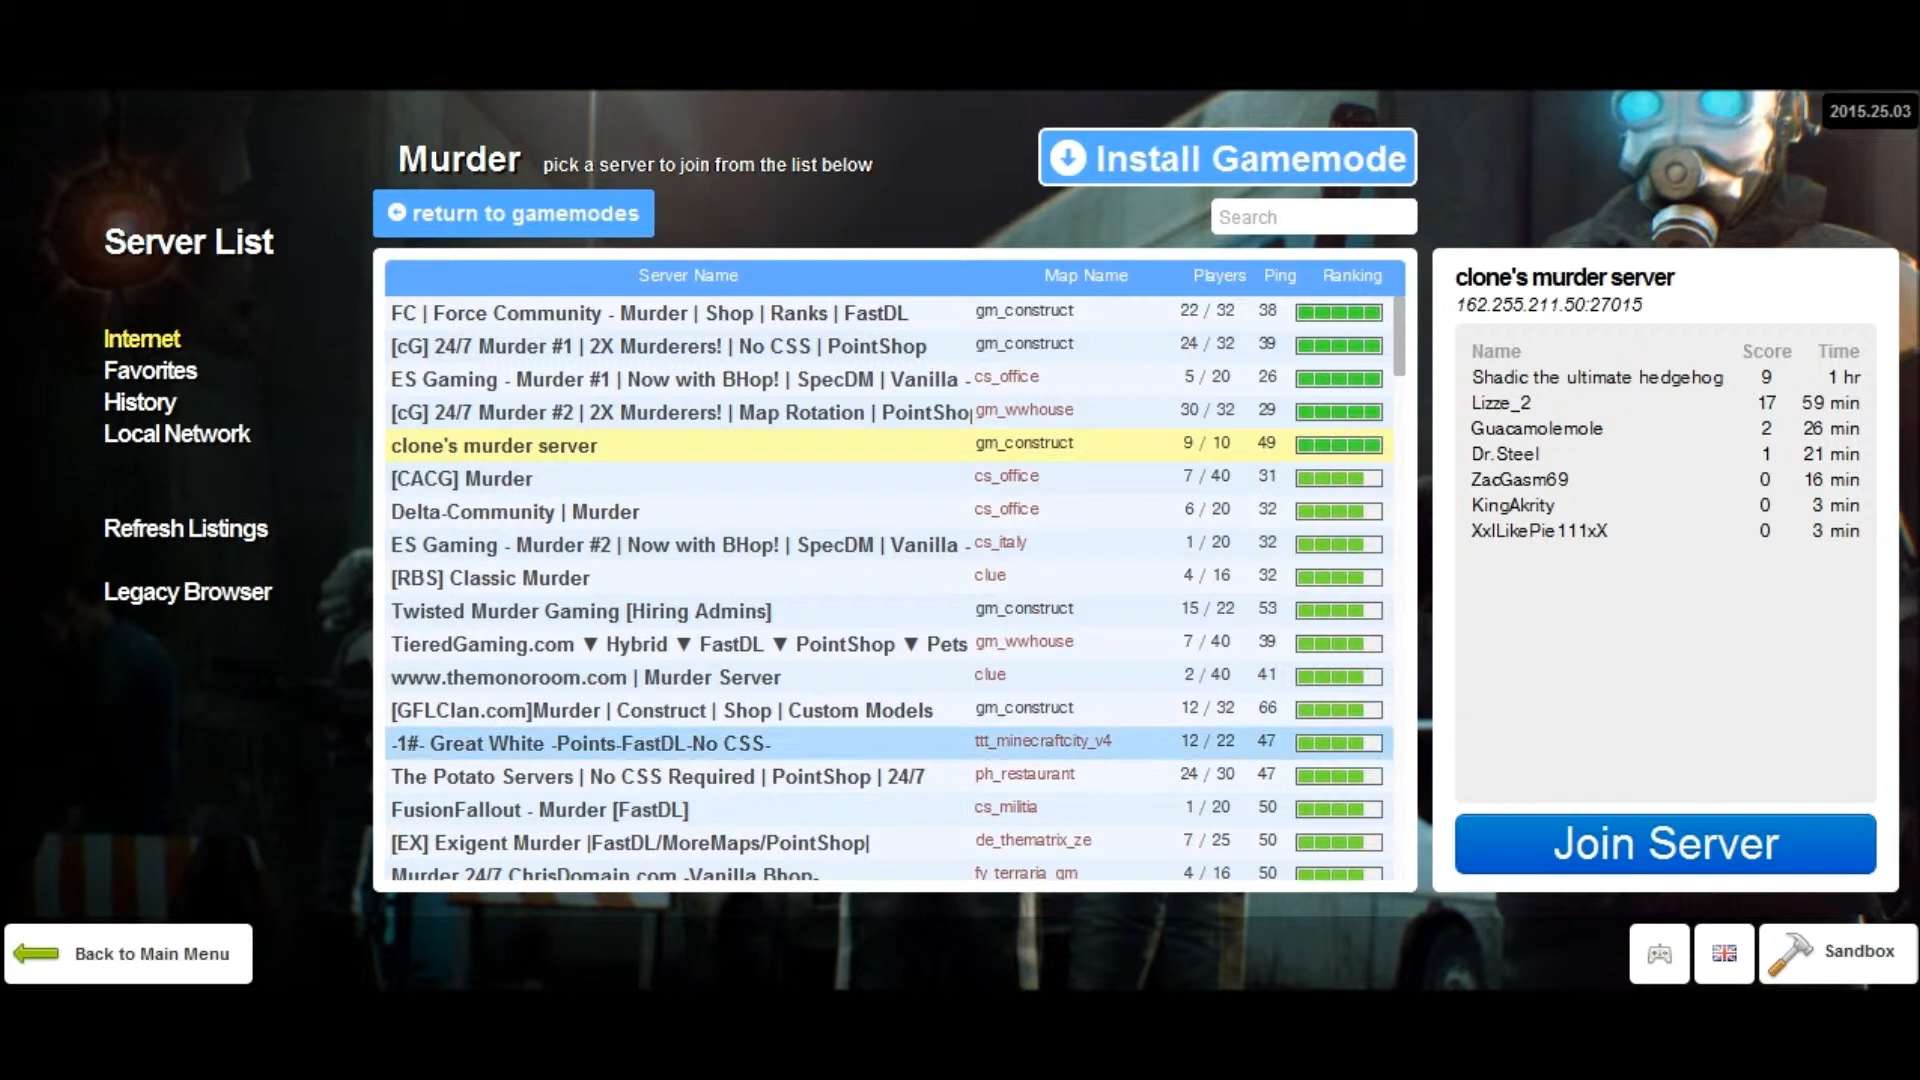 2015.25.03
Murder pick a server to join from the list below
Install Gamemode
return to gamemodes
Search
Server List
Internet
Favorites
History
Local Network
Refresh Listings
Legacy Browser
Server Name Map Name Players Ping Ranking
FC | Force Community - Murder | Shop | Ranks | FastDL gm_construct 22 / 32 38
[cG] 24/7 Murder #1 | 2X Murderers! | No CSS | PointShop gm_construct 24 / 32 39
ES Gaming - Murder #1 | Now with BHop! | SpecDM | Vanilla - cs_office 5 / 20 26
[cG] 24/7 Murder #2 | 2X Murderers! | Map Rotation | PointShop gm_wwhouse 30 / 32 29
clone's murder server gm_construct 9 / 10 49
[CACG] Murder cs_office 7 / 40 31
Delta-Community | Murder cs_office 6 / 20 32
ES Gaming - Murder #2 | Now with BHop! | SpecDM | Vanilla - cs_italy 1 / 20 32
[RBS] Classic Murder clue 4 / 16 32
Twisted Murder Gaming [Hiring Admins] gm_construct 15 / 22 53
TieredGaming.com ▼ Hybrid ▼ FastDL ▼ PointShop ▼ Pets gm_wwhouse 7 / 40 39
www.themonoroom.com | Murder Server clue 2 / 40 41
[GFLClan.com]Murder | Construct | Shop | Custom Models gm_construct 12 / 32 66
-1#- Great White -Points-FastDL-No CSS- ttt_minecraftcity_v4 12 / 22 47
The Potato Servers | No CSS Required | PointShop | 24/7 ph_restaurant 24 / 30 47
FusionFallout - Murder [FastDL] cs_militia 1 / 20 50
[EX] Exigent Murder |FastDL/MoreMaps/PointShop| de_thematrix_ze 7 / 25 50
Murder 24/7 ChrisDomain.com -Vanilla Bhop- fy_terraria_gm 4 / 16 50
clone's murder server
162.255.211.50:27015
Name Score Time
Shadic the ultimate hedgehog 9 1 hr
Lizze_2 17 59 min
Guacamolemole 2 26 min
Dr.Steel 1 21 min
ZacGasm69 0 16 min
KingAkrity 0 3 min
XxILikePie111xX 0 3 min
Join Server
Back to Main Menu
Sandbox